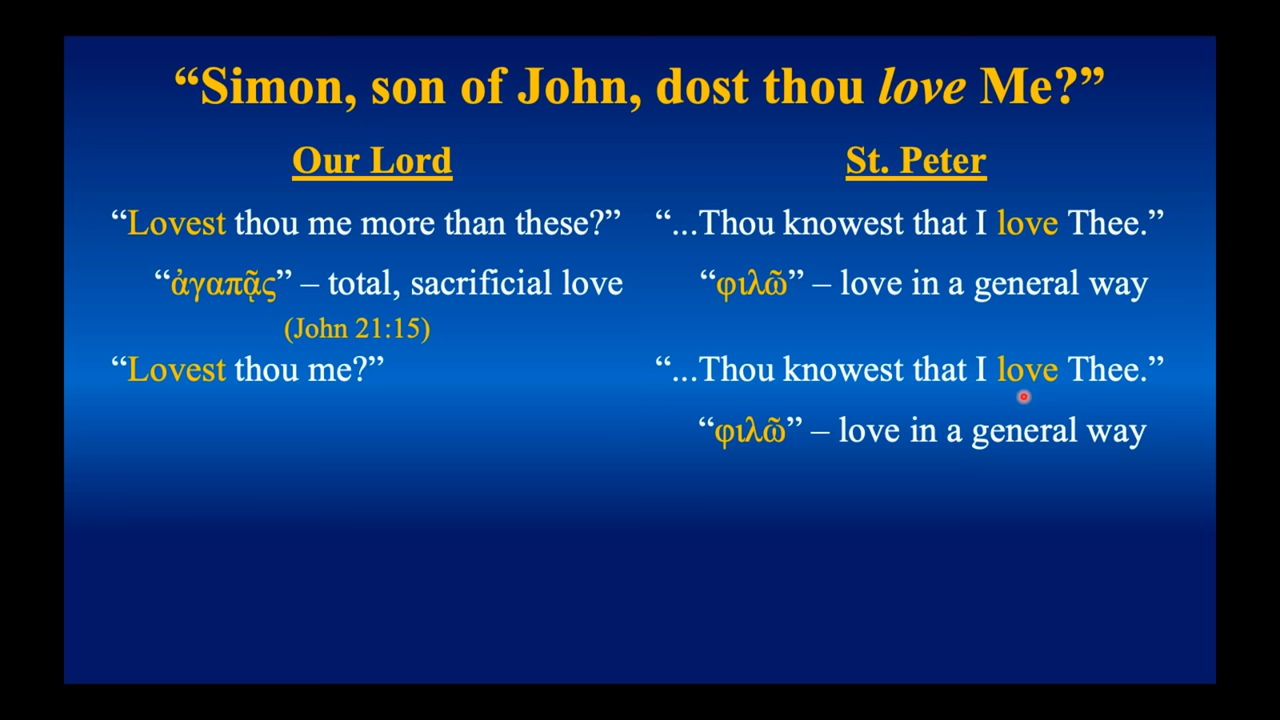 “Simon, son of John, dost thou love Me?”
Our Lord
St. Peter
“Lovest thou me more than these?”
“...Thou knowest that I love Thee.”
“ἀγαπᾷς” – total, sacrificial love
“φιλῶ” – love in a general way
(John 21:15)
“Lovest thou me?”
“...Thou knowest that I love Thee.”
“φιλῶ” – love in a general way